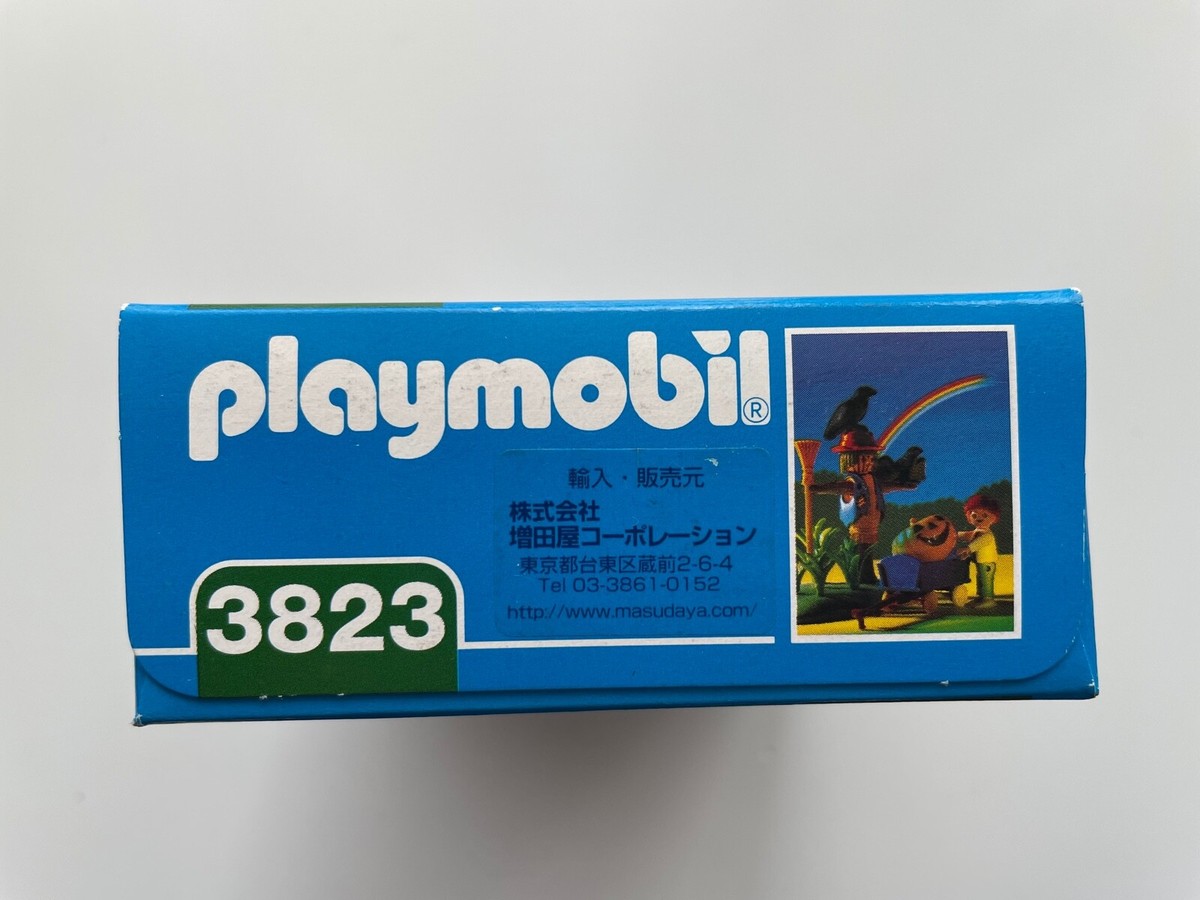 playmobil®
輸入・販売元
株式会社
増田屋コーポレーション
東京都台東区蔵前2-6-4
Tel 03-3861-0152
http://www.masudaya.com/
3823